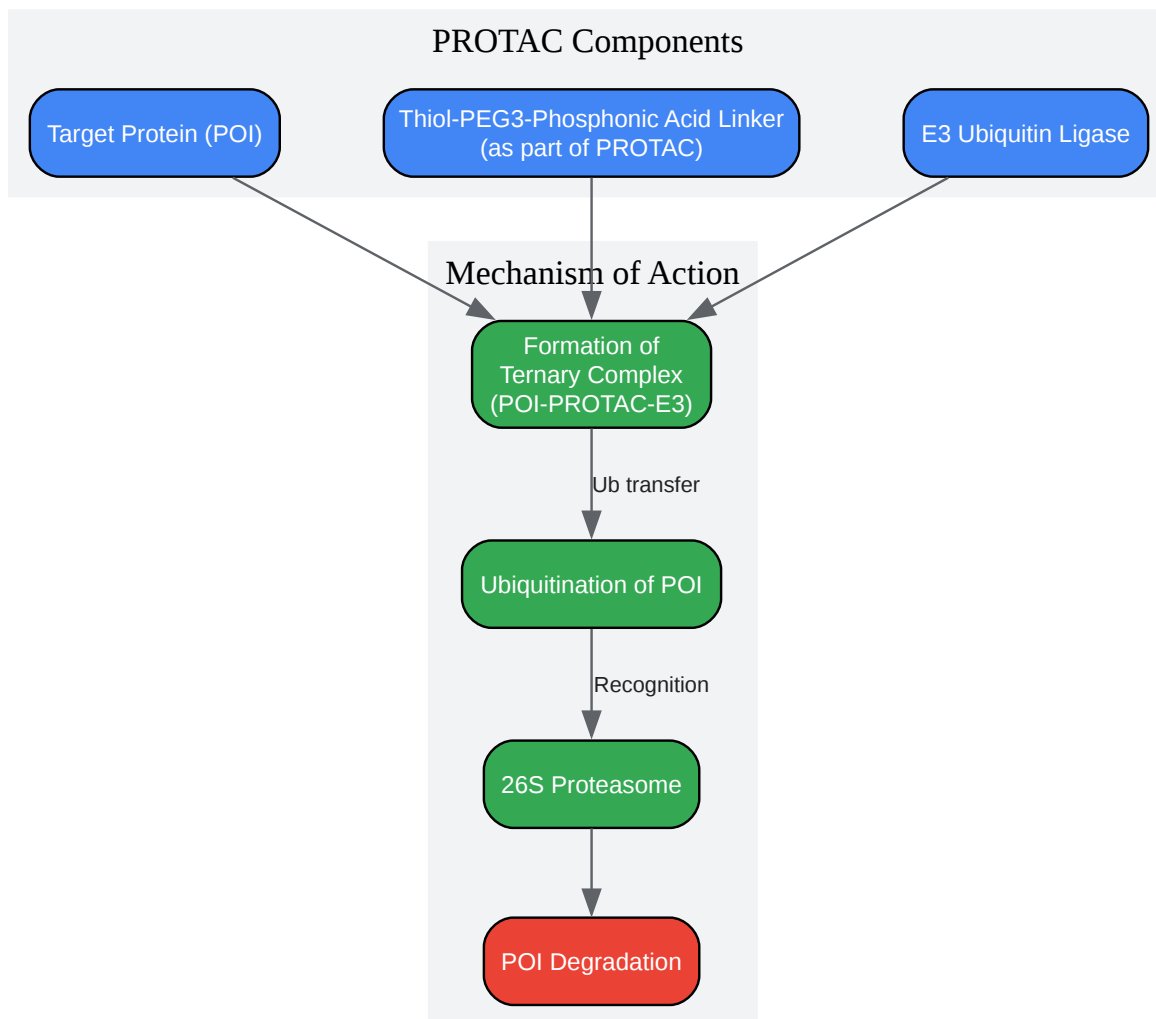 PROTAC Components
Target Protein (POI)
Thiol-PEG3-Phosphonic Acid Linker
(as part of PROTAC)
E3 Ubiquitin Ligase
Mechanism of Action
Formation of
Ternary Complex
(POI-PROTAC-E3)
Ub transfer
Ubiquitination of POI
Recognition
26S Proteasome
POI Degradation